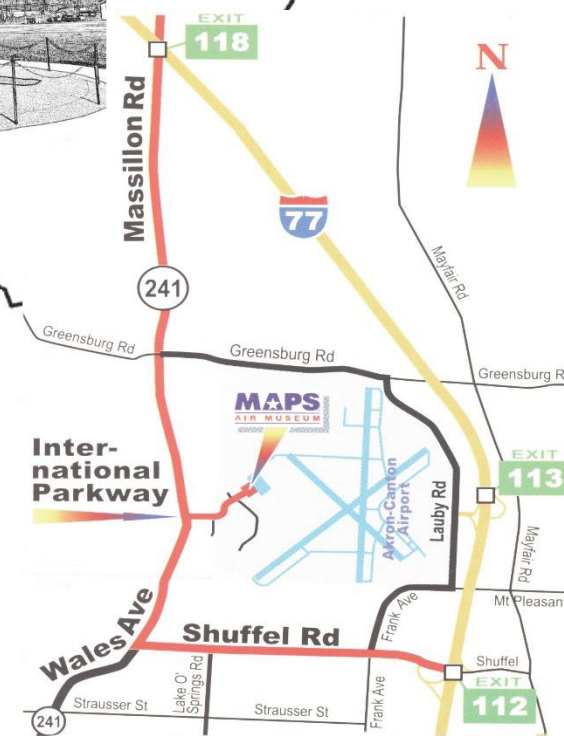 EXIT
118
N
Massillon Rd
77
Mayfair Rd
241
Greensburg Rd
Greensburg Rd
Greensburg R
MAPS
AIR MUSEUM
Inter-
national
Parkway
Akron-Canton
Airport
Lauby Rd
EXIT
113
Mayfair Rd
Frank Ave
Mt Pleasant
Wales Ave
Shuffel Rd
Shuffel
Lake O'
Springs Rd
EXIT
112
Strausser St
Strausser St
Frank Ave
241